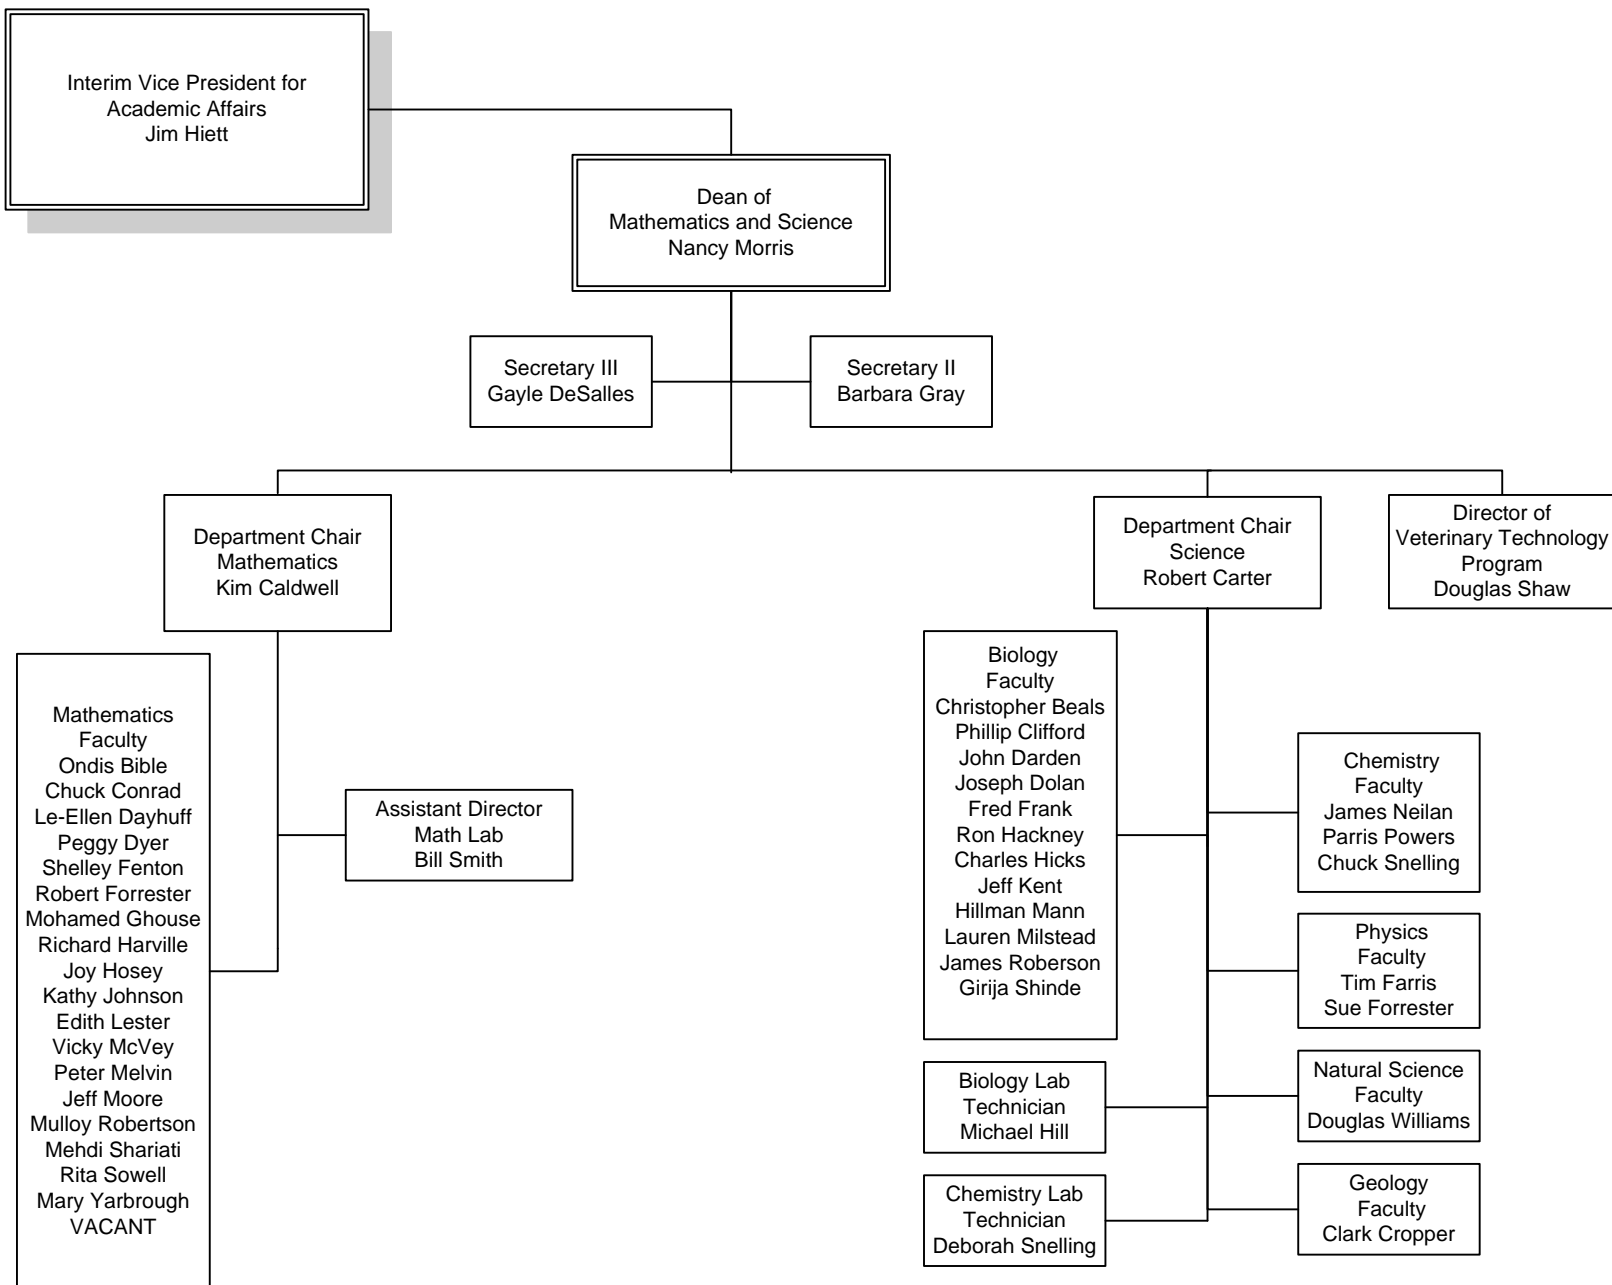 Interim Vice President for
Academic Affairs
Jim Hiett
Dean of
Mathematics and Science
Nancy Morris
Secretary III
Gayle DeSalles
Secretary II
Barbara Gray
Department Chair
Mathematics
Kim Caldwell
Department Chair
Science
Robert Carter
Director of
Veterinary Technology
Program
Douglas Shaw
Mathematics
Faculty
Ondis Bible
Chuck Conrad
Le-Ellen Dayhuff
Peggy Dyer
Shelley Fenton
Robert Forrester
Mohamed Ghouse
Richard Harville
Joy Hosey
Kathy Johnson
Edith Lester
Vicky McVey
Peter Melvin
Jeff Moore
Mulloy Robertson
Mehdi Shariati
Rita Sowell
Mary Yarbrough
VACANT
Assistant Director
Math Lab
Bill Smith
Biology
Faculty
Christopher Beals
Phillip Clifford
John Darden
Joseph Dolan
Fred Frank
Ron Hackney
Charles Hicks
Jeff Kent
Hillman Mann
Lauren Milstead
James Roberson
Girija Shinde
Biology Lab
Technician
Michael Hill
Chemistry Lab
Technician
Deborah Snelling
Chemistry
Faculty
James Neilan
Parris Powers
Chuck Snelling
Physics
Faculty
Tim Farris
Sue Forrester
Natural Science
Faculty
Douglas Williams
Geology
Faculty
Clark Cropper